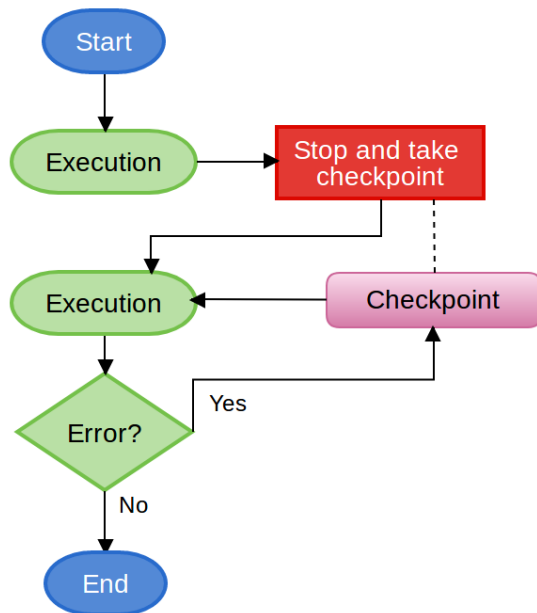 Start
Execution
Stop and take
checkpoint
Execution
Checkpoint
Error?
Yes
No
End